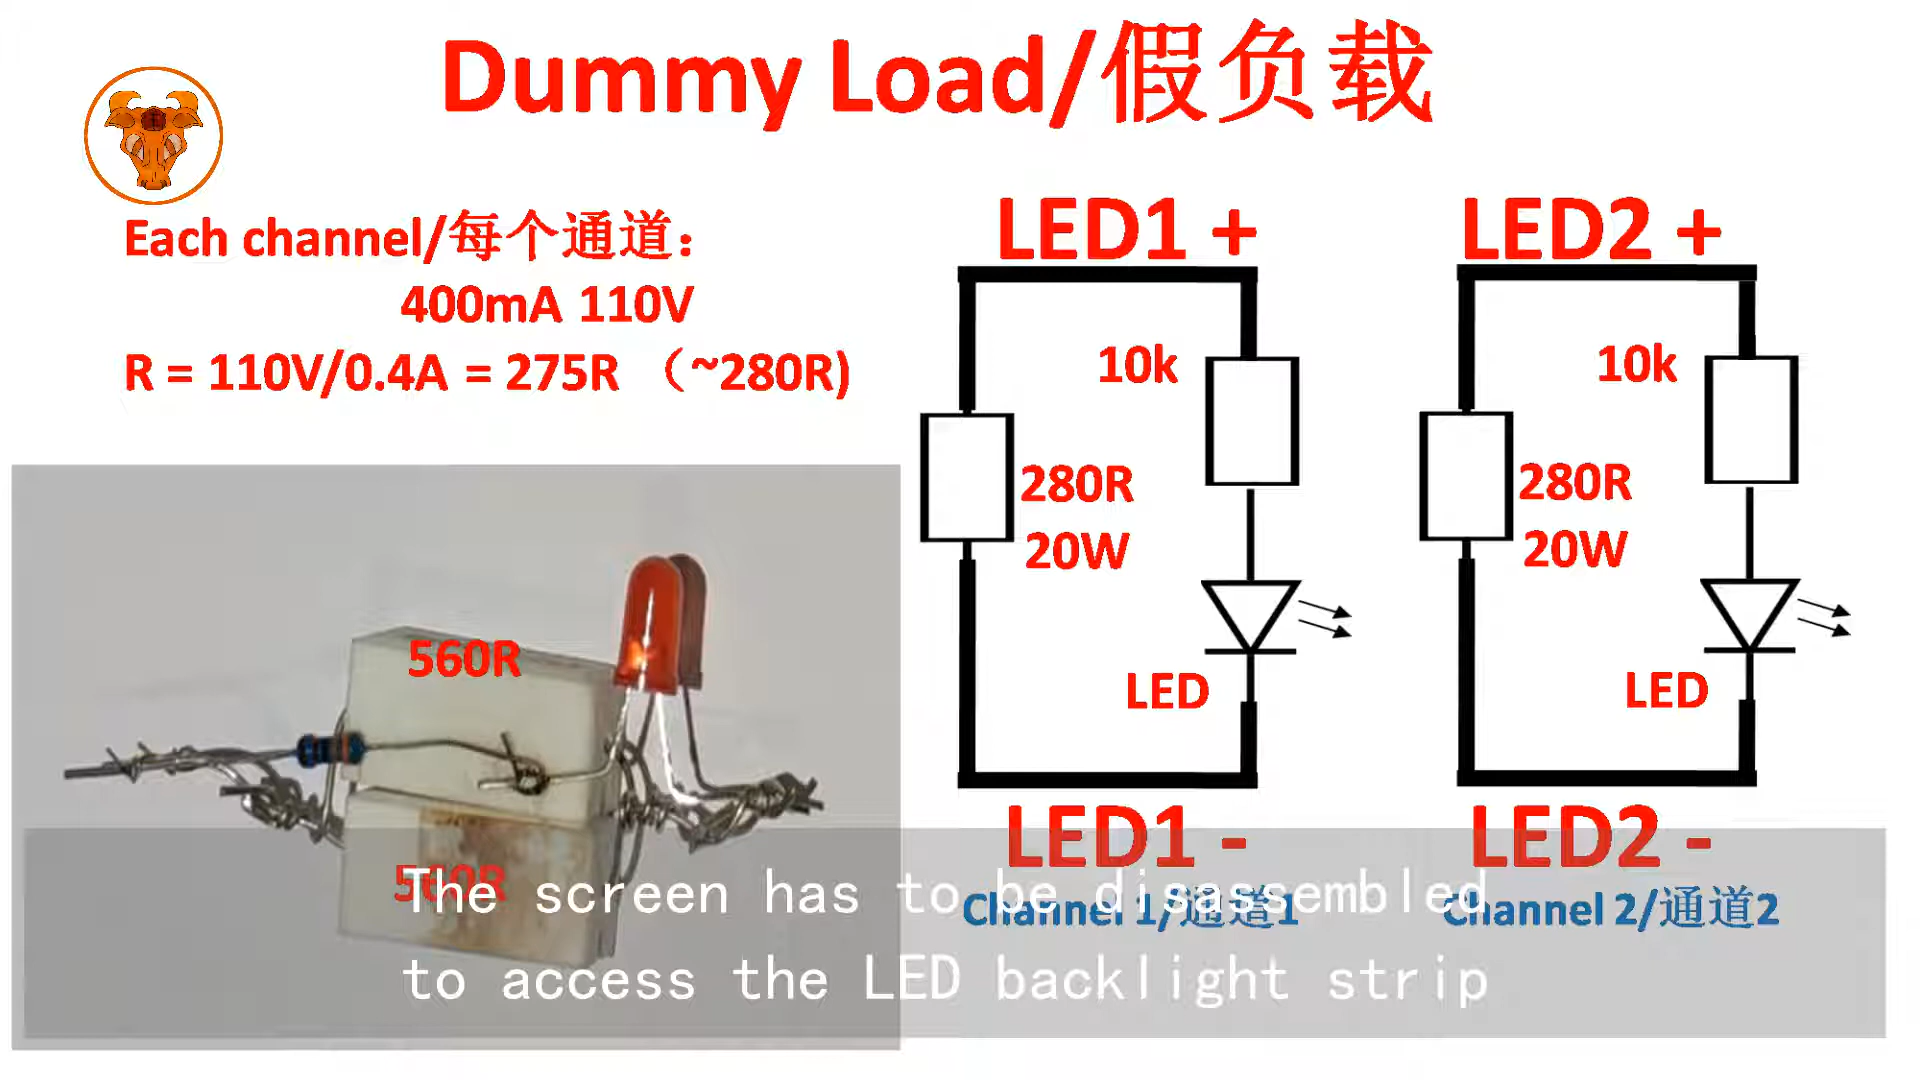 Dummy Load/假负载
Each channel/每个通道：
400mA 110V
R = 110V/0.4A = 275R （~280R)
LED1 +
10k
280R
20W
LED
LED1 -
Channel 1/通道1
LED2 +
10k
280R
20W
LED
LED2 -
Channel 2/通道2
560R
560R
The screen has to be disassembled
to access the LED backlight strip